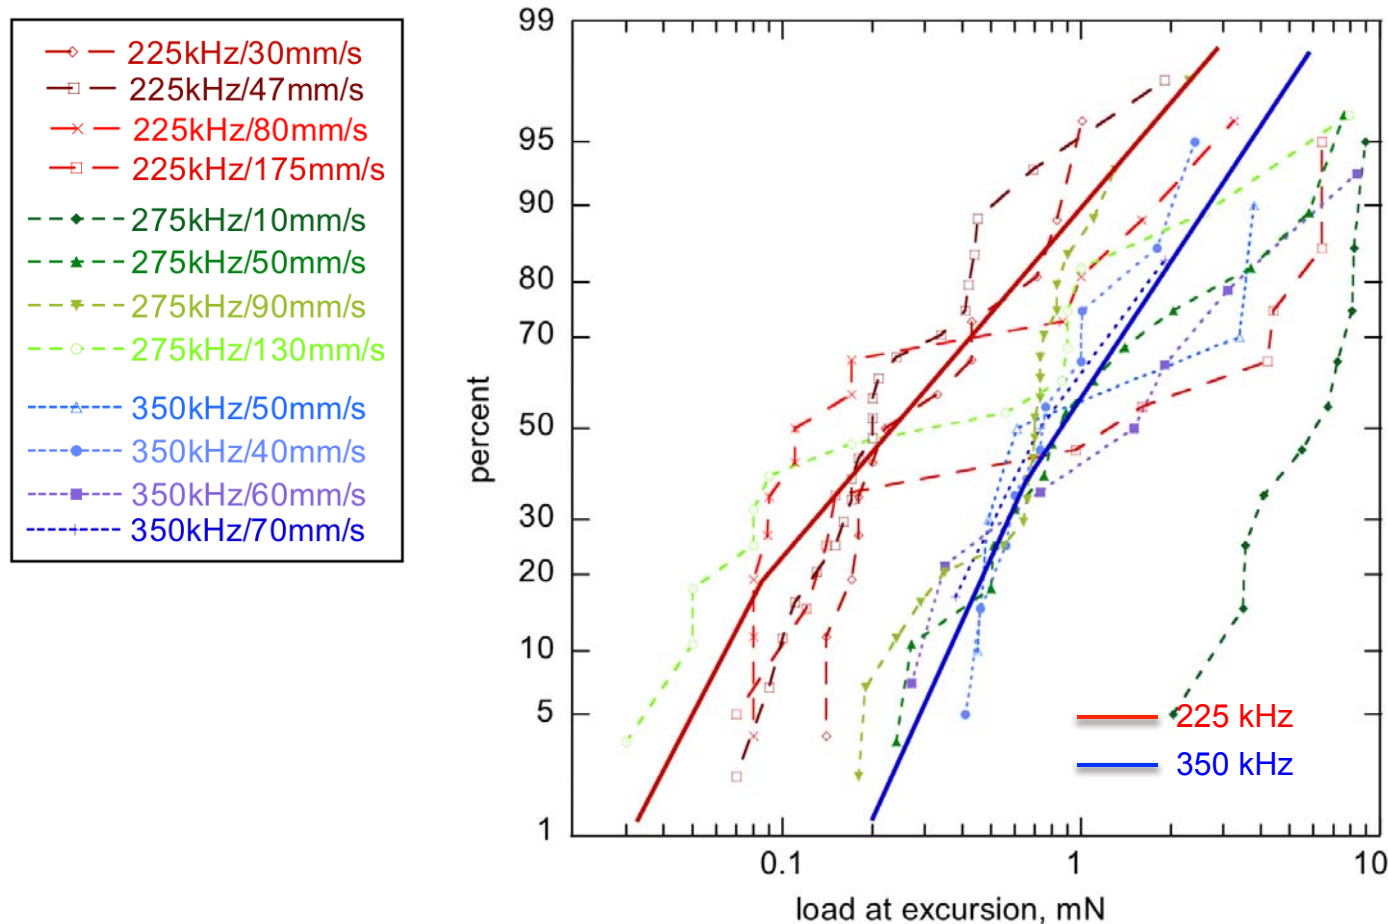 225kHz/30mm/s
225kHz/47mm/s
225kHz/80mm/s
225kHz/175mm/s
275kHz/10mm/s
275kHz/50mm/s
275kHz/90mm/s
275kHz/130mm/s
350kHz/50mm/s
350kHz/40mm/s
350kHz/60mm/s
350kHz/70mm/s
percent
99
95
90
80
70
50
30
20
10
5
1
225 kHz
350 kHz
0.1
1
10
load at excursion, mN